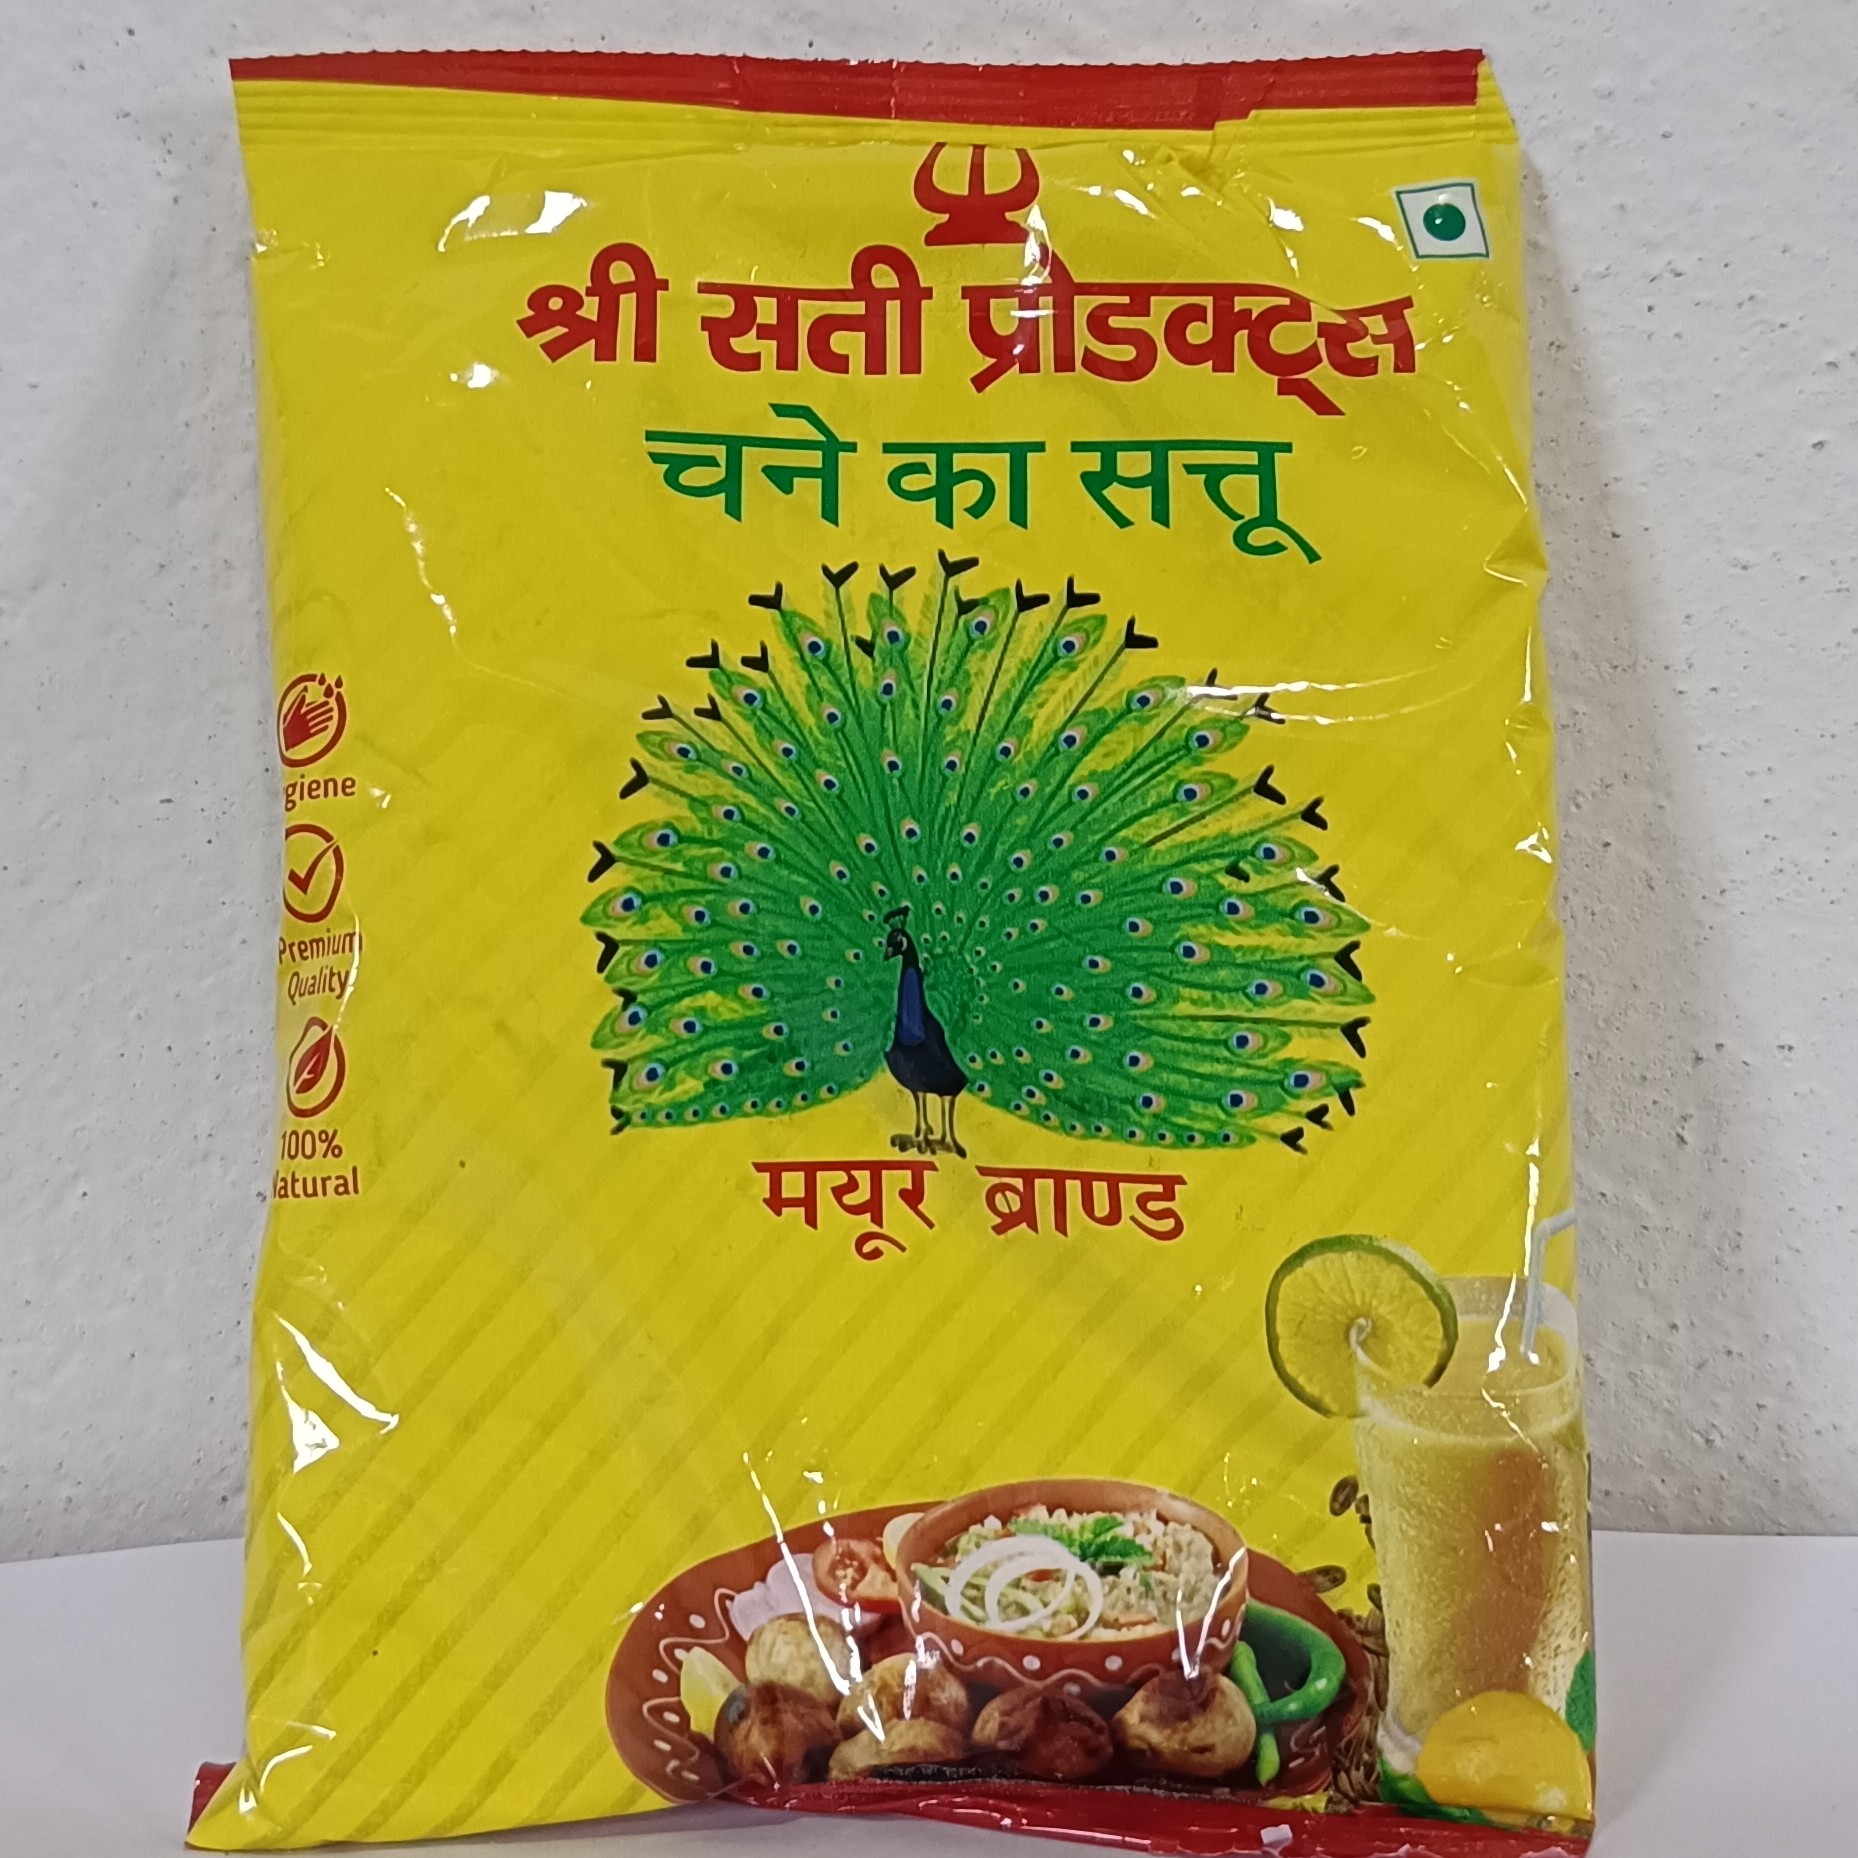 श्री सती प्रोडक्ट्स
चने का सत्तू
giene
Premium
Quality
100%
Natural
मयूर ब्राण्ड